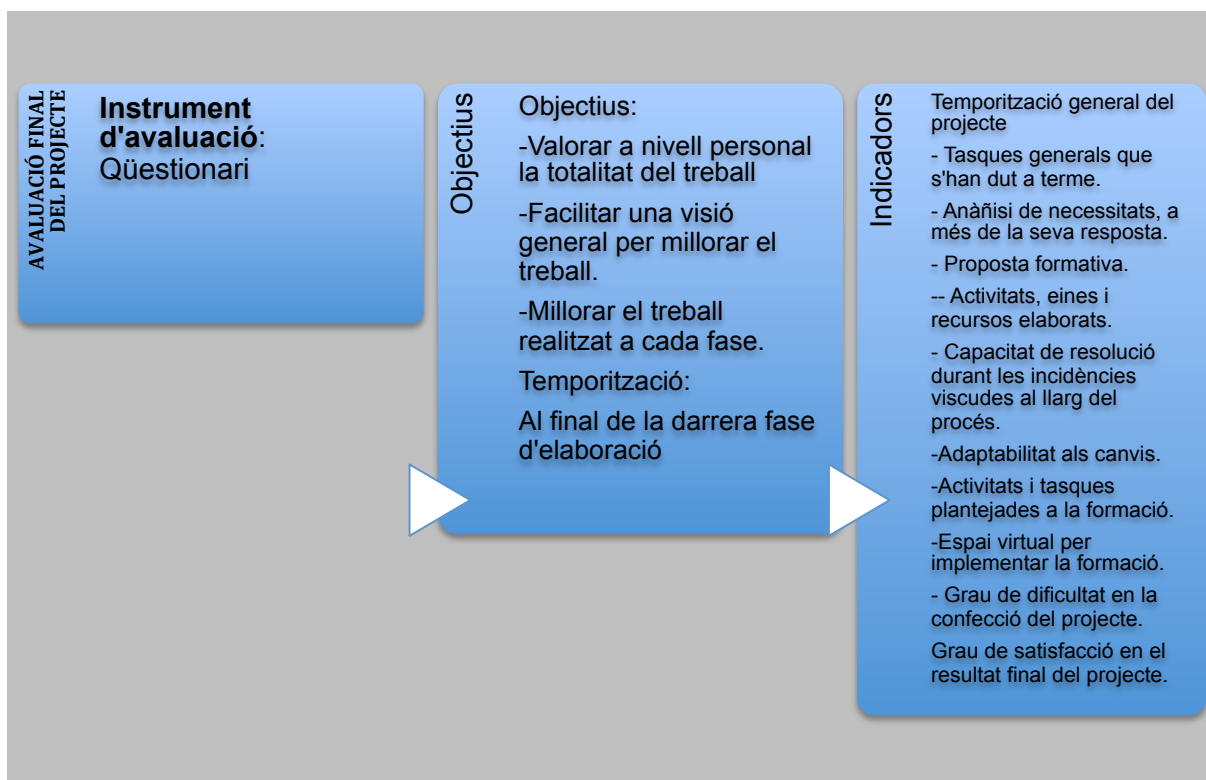 AVALUACIÓ FINAL
DEL PROJECTE
Instrument
d'avaluació:
Qüestionari
Objectius
Objectius:
-Valorar a nivell personal
la totalitat del treball
-Facilitar una visió
general per millorar el
treball.
-Millorar el treball
realitzat a cada fase.
Temporització:
Al final de la darrera fase
d'elaboració
Indicadors
Temporització general del
projecte
- Tasques generals que
s'han dut a terme.
- Anàñisi de necessitats, a
més de la seva resposta.
- Proposta formativa.
-- Activitats, eines i
recursos elaborats.
- Capacitat de resolució
durant les incidències
viscudes al llarg del
procés.
-Adaptabilitat als canvis.
-Activitats i tasques
plantejades a la formació.
-Espai virtual per
implementar la formació.
- Grau de dificultat en la
confecció del projecte.
Grau de satisfacció en el
resultat final del projecte.